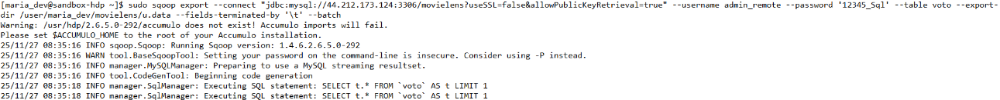 [maria_dev@sandbox-hdp ~]$ sudo sqoop export --connect "jdbc:mysql://44.212.173.124:3306/movielens?useSSL=false&allowPublicKeyRetrieval=true" --username admin_remote --password '12345_Sql' --table voto --export-
dir /user/maria_dev/movielens/u.data --fields-terminated-by '\t' --batch
Warning: /usr/hdp/2.6.5.0-292/accumulo does not exist! Accumulo imports will fail.
Please set $ACCUMULO_HOME to the root of your Accumulo installation.
25/11/27 08:35:16 INFO sqoop.Sqoop: Running Sqoop version: 1.4.6.2.6.5.0-292
25/11/27 08:35:16 WARN tool.BaseSqoopTool: Setting your password on the command-line is insecure. Consider using -P instead.
25/11/27 08:35:16 INFO manager.MySQLManager: Preparing to use a MySQL streaming resultset.
25/11/27 08:35:16 INFO tool.CodeGenTool: Beginning code generation
25/11/27 08:35:18 INFO manager.SqlManager: Executing SQL statement: SELECT t.* FROM `voto` AS t LIMIT 1
25/11/27 08:35:18 INFO manager.SqlManager: Executing SQL statement: SELECT t.* FROM `voto` AS t LIMIT 1